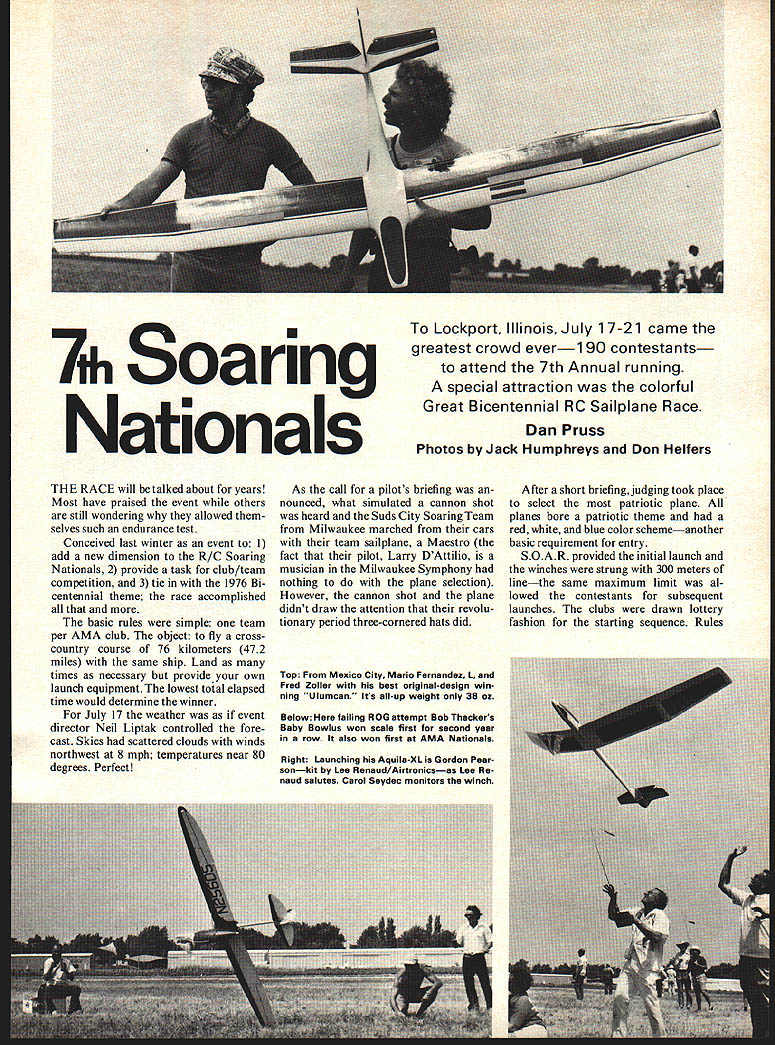 7th Soaring
Nationals
To Lockport, Illinois, July 17-21 came the
greatest crowd ever—190 contestants—
to attend the 7th Annual running.
A special attraction was the colorful
Great Bicentennial RC Sailplane Race.
Dan Pruss
Photos by Jack Humphreys and Don Helfers
THE RACE will be talked about for years!
Most have praised the event while others
are still wondering why they allowed them-
selves such an endurance test.
Conceived last winter as an event to: 1)
add a new dimension to the R/C Soaring
Nationals, 2) provide a task for club/team
competition, and 3) tie in with the 1976 Bi-
centennial theme; the race accomplished
all that and more.
The basic rules were simple: one team
per AMA club. The object: to fly a cross-
country course of 76 kilometers (47.2
miles) with the same ship. Land as many
times as necessary but provide your own
launch equipment. The lowest total elapsed
time would determine the winner.
For July 17 the weather was as if event
director Neil Liptak controlled the fore-
cast. Skies had scattered clouds with winds
northwest at 8 mph; temperatures near 80
degrees. Perfect!
As the call for a pilot's briefing was an-
nounced, what simulated a cannon shot
was heard and the Suds City Soaring Team
from Milwaukee marched from their cars
with their team sailplane, a Maestro (the
fact that their pilot, Larry D'Attilio, is a
musician in the Milwaukee Symphony had
nothing to do with the plane selection).
However, the cannon shot and the plane
didn't draw the attention that their revolu-
tionary period three-cornered hats did.
Top: From Mexico City, Mario Fernandez, L, and
Fred Zoller with his best original-design win-
ning "Ulumcan." It's all-up weight only 38 oz.
Below: Here failing ROG attempt Bob Thacker's
Baby Bowlus won scale first for second year
in a row. It also won first at AMA Nationals.
Right: Launching his Aquila-XL is Gordon Pear-
son—kit by Lee Renaud/Airtronics—as Lee Re-
naud salutes. Carol Seydec monitors the winch.
After a short briefing, judging took place
to select the most patriotic plane. All
planes bore a patriotic theme and had a
red, white, and blue color scheme—another
basic requirement for entry.
S.O.A.R. provided the initial launch and
the winches were strung with 300 meters of
line—the same maximum limit was al-
lowed the contestants for subsequent
launches. The clubs were drawn lottery
fashion for the starting sequence. Rules